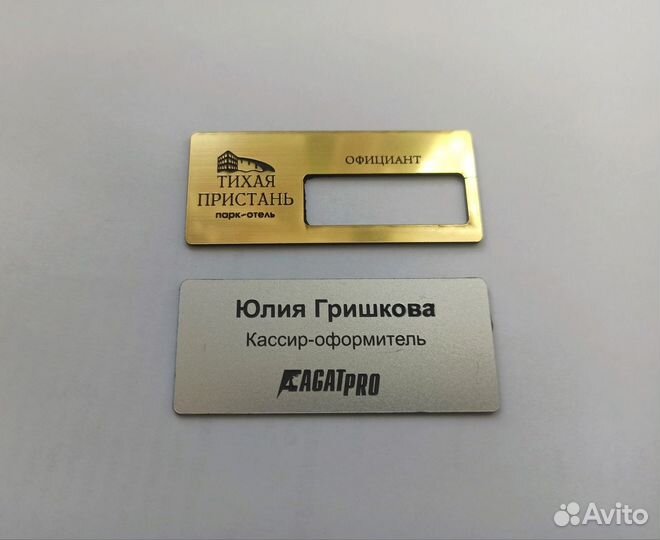 ТИХАЯ
ПРИСТАНЬ
парк-отель
ОФИЦИАНТ
Юлия Гришкова
Кассир-оформитель
AGATPRO
Avito